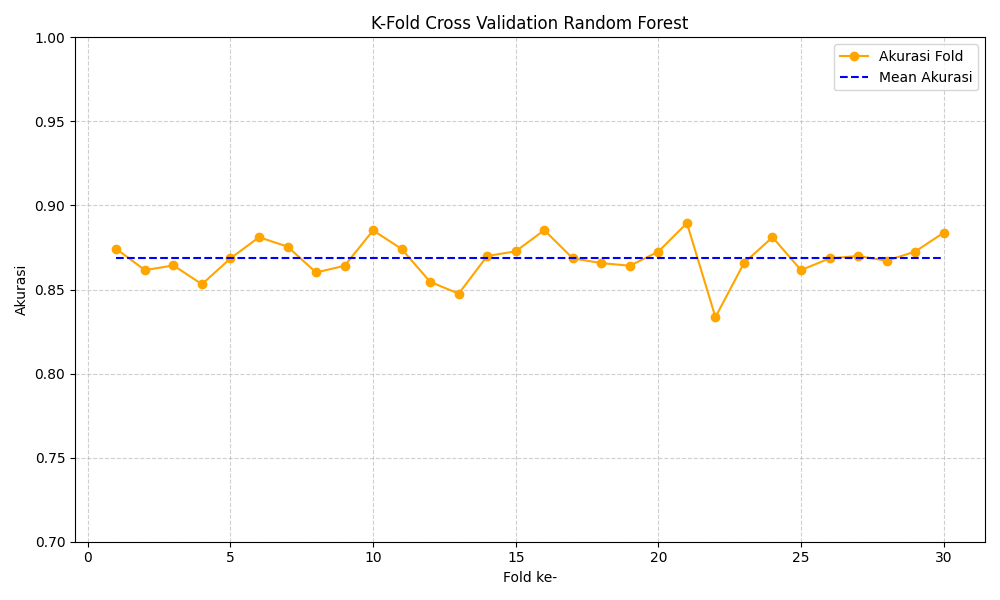 K-Fold Cross Validation Random Forest
Akurasi Fold
Mean Akurasi
Akurasi
1.00
0.95
0.90
0.85
0.80
0.75
0.70
0 5 10 15 20 25 30
Fold ke-